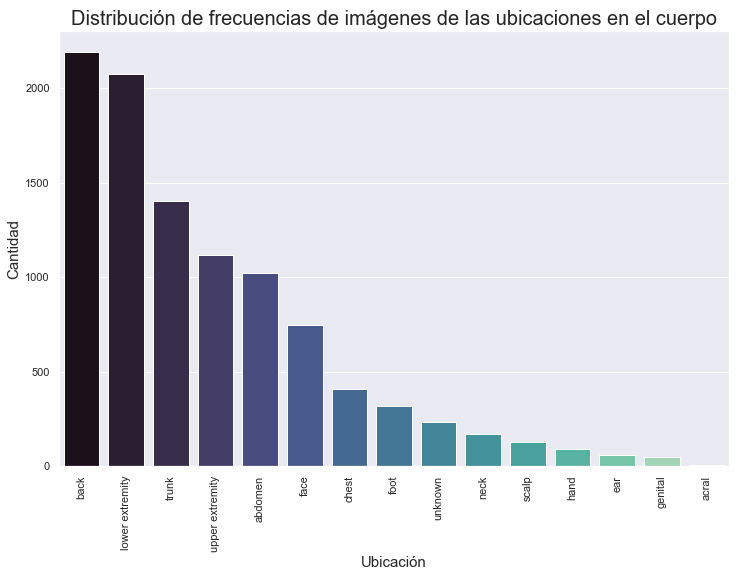 Distribución de frecuencias de imágenes de las ubicaciones en el cuerpo
Cantidad
2000
1500
1000
500
0
back
lower extremity
trunk
upper extremity
abdomen
face
chest
foot
unknown
neck
scalp
hand
ear
genital
acral
Ubicación